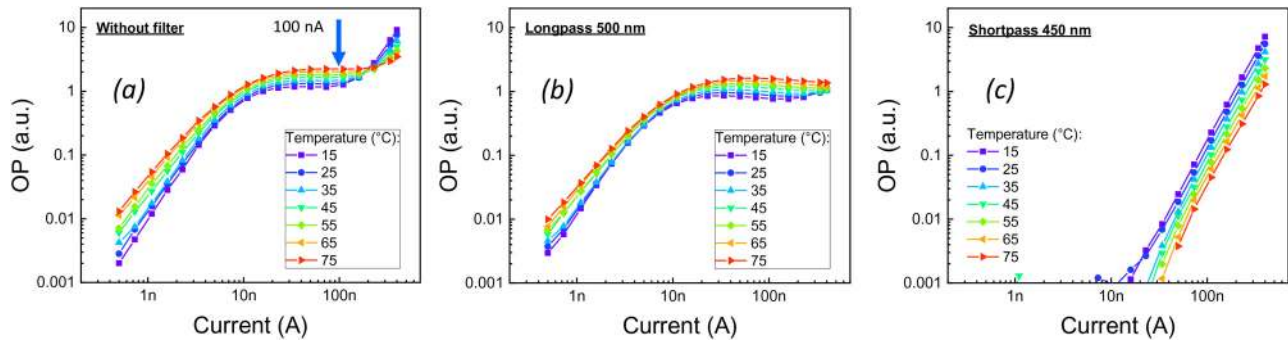 Without filter
100 nA
(a)
OP (a.u.)
10
1
0.1
0.01
0.001
Temperature (°C):
15
25
35
45
55
65
75
1n
10n
100n
Current (A)
Longpass 500 nm
(b)
OP (a.u.)
10
1
0.1
0.01
0.001
Temperature (°C):
15
25
35
45
55
65
75
1n
10n
100n
Current (A)
Shortpass 450 nm
(c)
OP (a.u.)
10
1
0.1
0.01
0.001
Temperature (°C):
15
25
35
45
55
65
75
1n
10n
100n
Current (A)